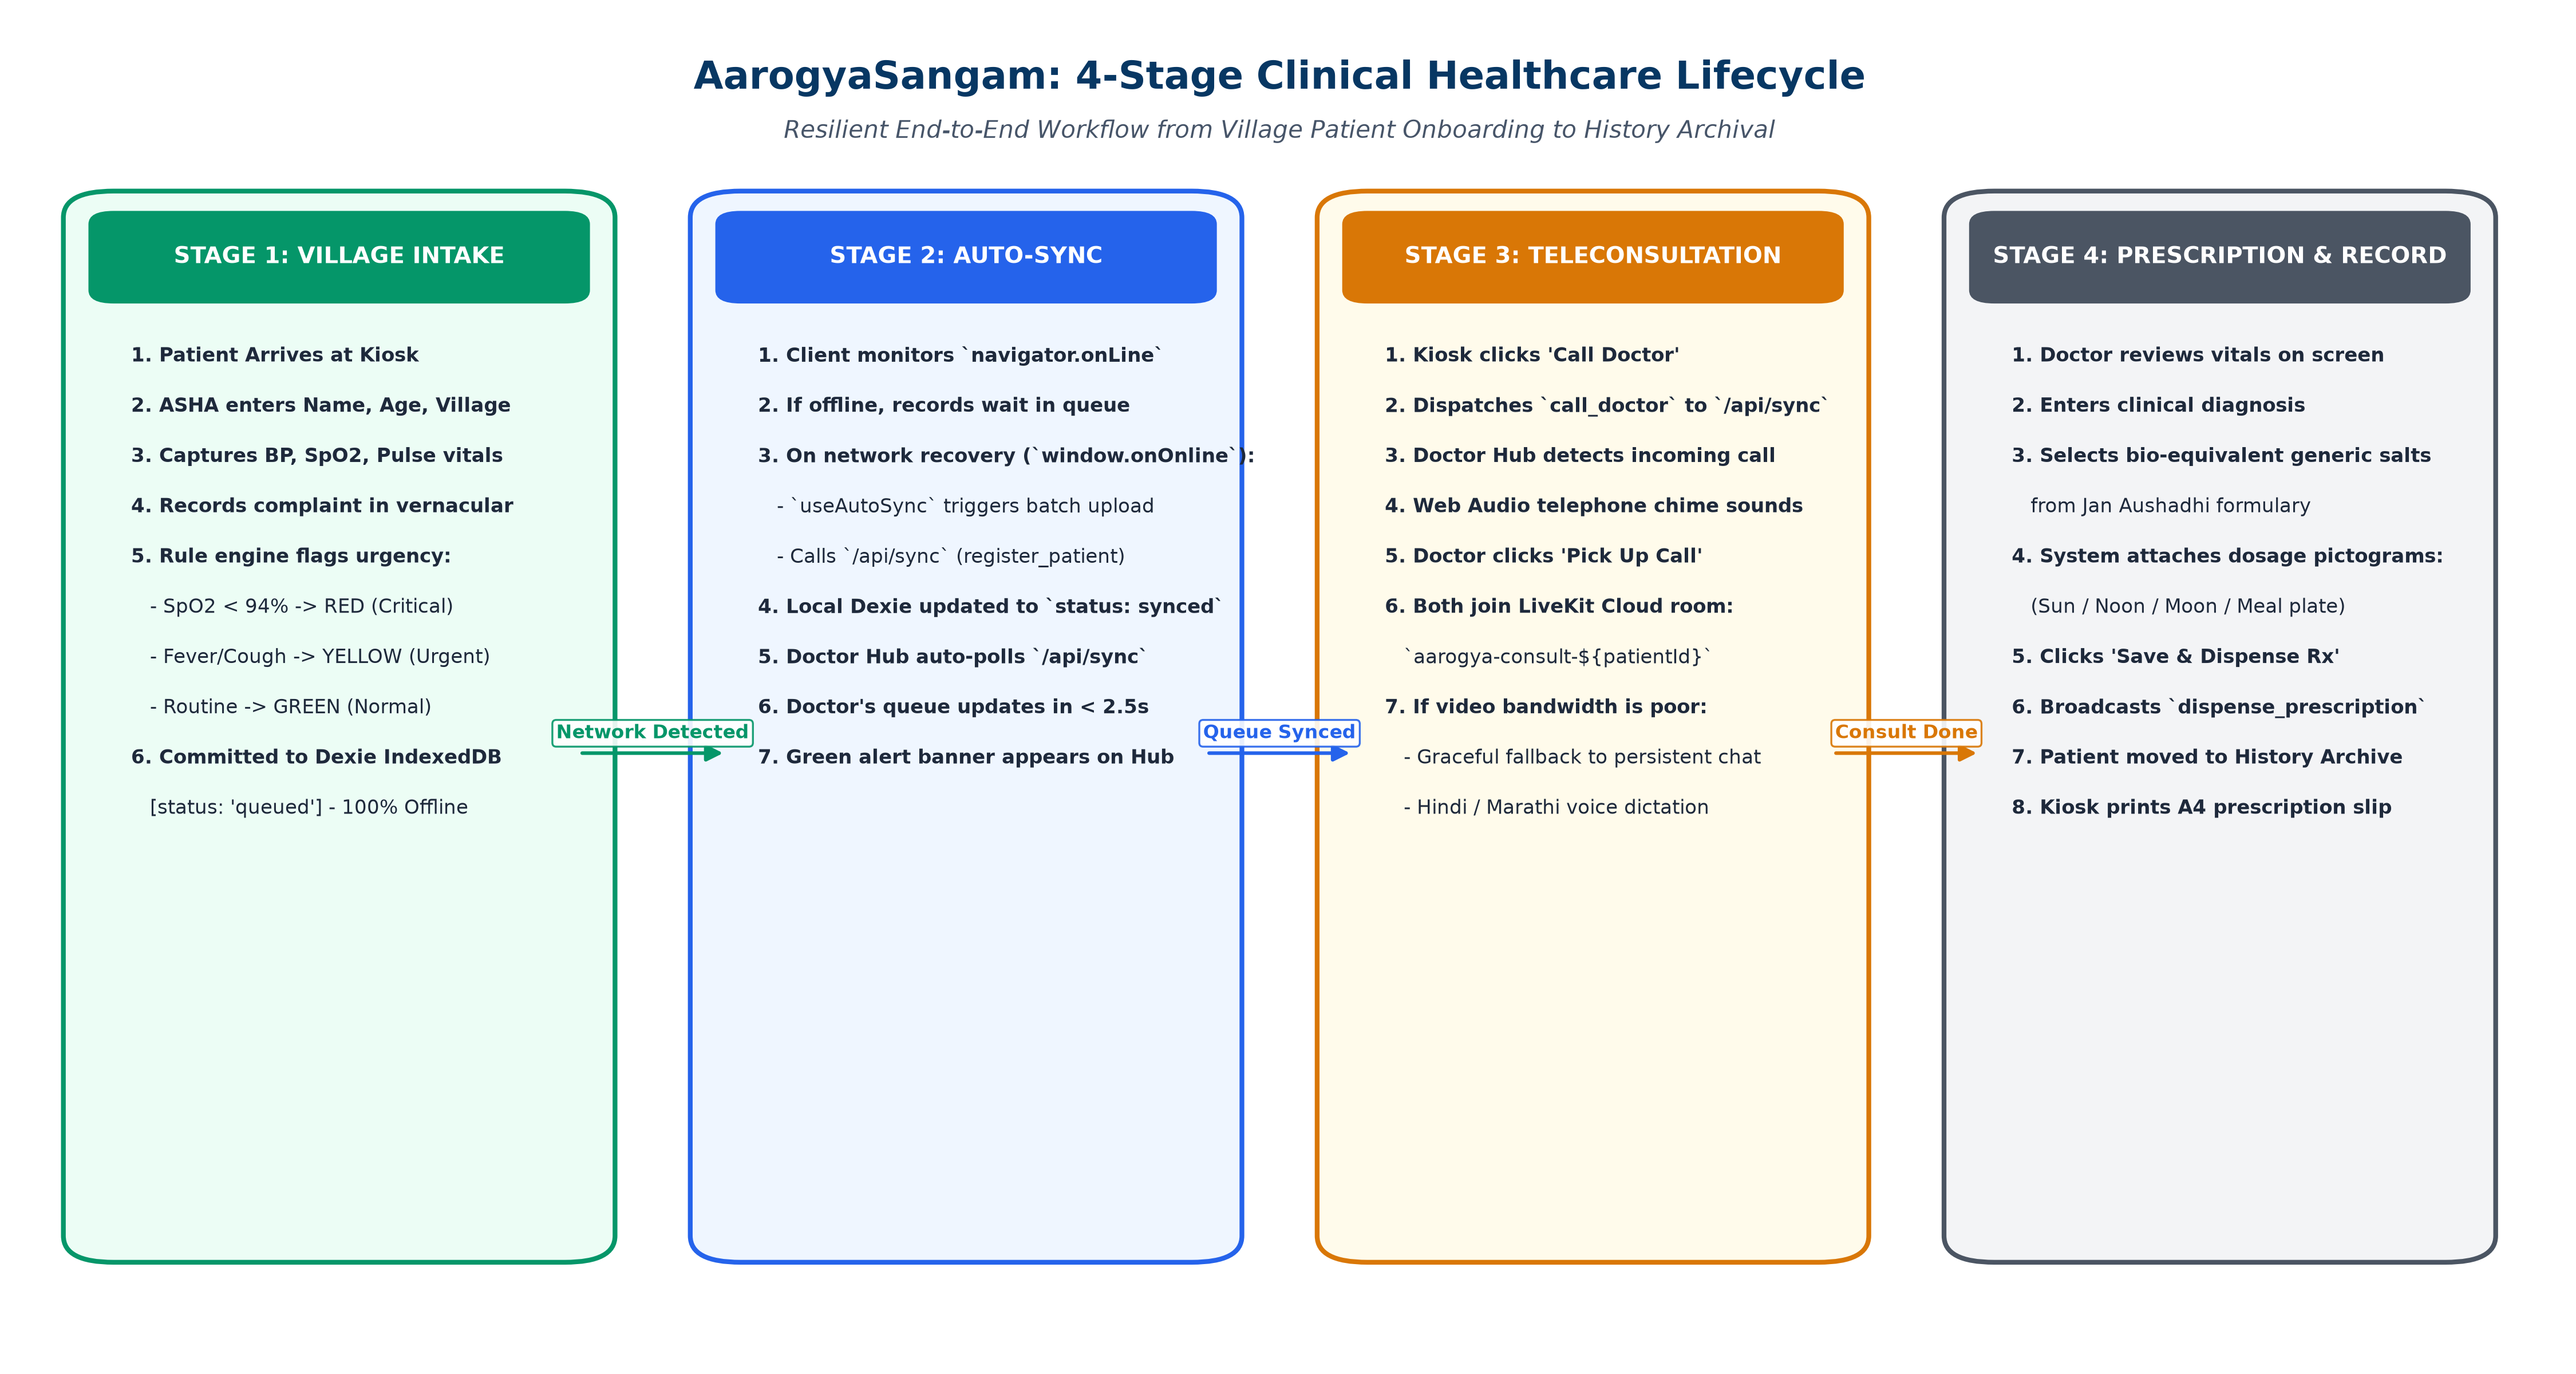 AarogyaSangam: 4-Stage Clinical Healthcare Lifecycle
Resilient End-to-End Workflow from Village Patient Onboarding to History Archival
STAGE 1: VILLAGE INTAKE
1. Patient Arrives at Kiosk
2. ASHA enters Name, Age, Village
3. Captures BP, SpO2, Pulse vitals
4. Records complaint in vernacular
5. Rule engine flags urgency:
- SpO2 < 94% -> RED (Critical)
- Fever/Cough -> YELLOW (Urgent)
- Routine -> GREEN (Normal)
6. Committed to Dexie IndexedDB
[status: 'queued'] - 100% Offline
Network Detected
STAGE 2: AUTO-SYNC
1. Client monitors `navigator.onLine`
2. If offline, records wait in queue
3. On network recovery (`window.onOnline`):
- `useAutoSync` triggers batch upload
- Calls `/api/sync` (register_patient)
4. Local Dexie updated to `status: synced`
5. Doctor Hub auto-polls `/api/sync`
6. Doctor's queue updates in < 2.5s
7. Green alert banner appears on Hub
Queue Synced
STAGE 3: TELECONSULTATION
1. Kiosk clicks 'Call Doctor'
2. Dispatches `call_doctor` to `/api/sync`
3. Doctor Hub detects incoming call
4. Web Audio telephone chime sounds
5. Doctor clicks 'Pick Up Call'
6. Both join LiveKit Cloud room:
`aarogya-consult-${patientId}`
7. If video bandwidth is poor:
- Graceful fallback to persistent chat
- Hindi / Marathi voice dictation
Consult Done
STAGE 4: PRESCRIPTION & RECORD
1. Doctor reviews vitals on screen
2. Enters clinical diagnosis
3. Selects bio-equivalent generic salts
from Jan Aushadhi formulary
4. System attaches dosage pictograms:
(Sun / Noon / Moon / Meal plate)
5. Clicks 'Save & Dispense Rx'
6. Broadcasts `dispense_prescription`
7. Patient moved to History Archive
8. Kiosk prints A4 prescription slip